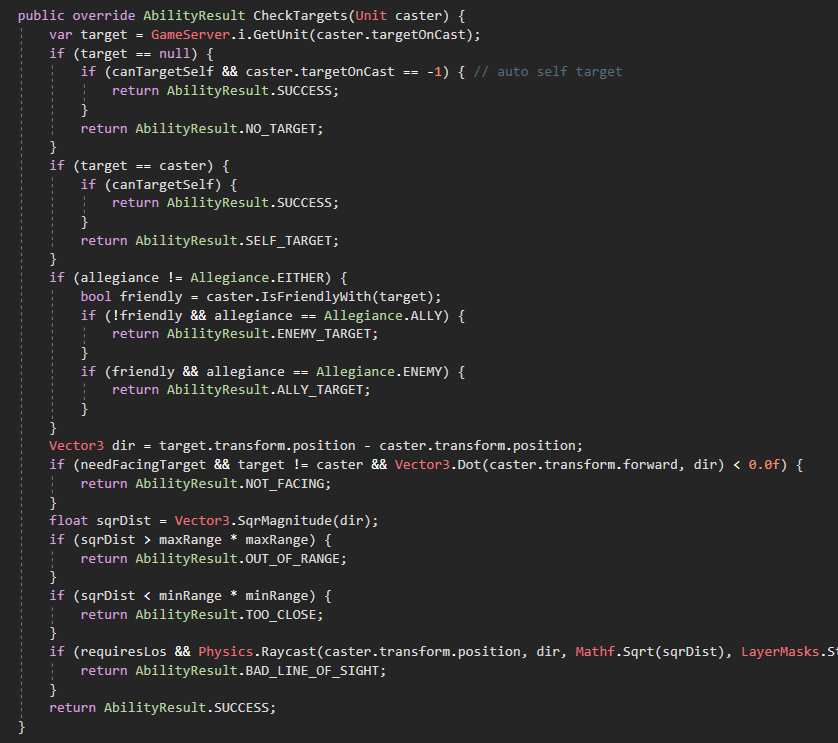 public override AbilityResult CheckTargets(Unit caster) {
    var target = GameServer.i.GetUnit(caster.targetOnCast);
    if (target == null) {
        if (canTargetSelf && caster.targetOnCast == -1) { // auto self target
            return AbilityResult.SUCCESS;
        }
        return AbilityResult.NO_TARGET;
    }
    if (target == caster) {
        if (canTargetSelf) {
            return AbilityResult.SUCCESS;
        }
        return AbilityResult.SELF_TARGET;
    }
    if (allegiance != Allegiance.EITHER) {
        bool friendly = caster.IsFriendlyWith(target);
        if (!friendly && allegiance == Allegiance.ALLY) {
            return AbilityResult.ENEMY_TARGET;
        }
        if (friendly && allegiance == Allegiance.ENEMY) {
            return AbilityResult.ALLY_TARGET;
        }
    }
    Vector3 dir = target.transform.position - caster.transform.position;
    if (needFacingTarget && target != caster && Vector3.Dot(caster.transform.forward, dir) < 0.0f) {
        return AbilityResult.NOT_FACING;
    }
    float sqrDist = Vector3.SqrMagnitude(dir);
    if (sqrDist > maxRange * maxRange) {
        return AbilityResult.OUT_OF_RANGE;
    }
    if (sqrDist < minRange * minRange) {
        return AbilityResult.TOO_CLOSE;
    }
    if (requiresLos && Physics.Raycast(caster.transform.position, dir, Mathf.Sqrt(sqrDist), LayerMasks.St
        return AbilityResult.BAD_LINE_OF_SIGHT;
    }
    return AbilityResult.SUCCESS;
}